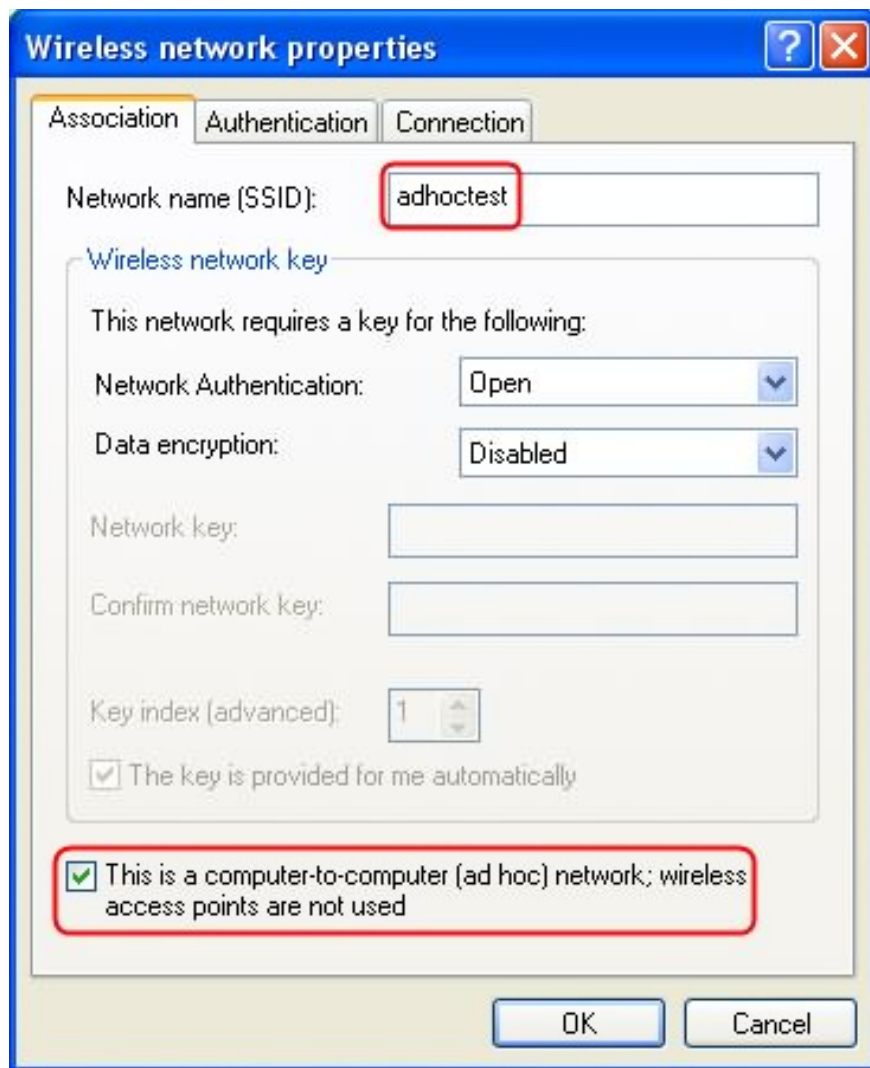 Wireless network properties
Association Authentication Connection
Network name (SSID): adhoctest
Wireless network key
This network requires a key for the following:
Network Authentication: Open
Data encryption: Disabled
Network key:
Confirm network key:
Key index (advanced): 1
The key is provided for me automatically
This is a computer-to-computer (ad hoc) network; wireless
access points are not used
OK Cancel